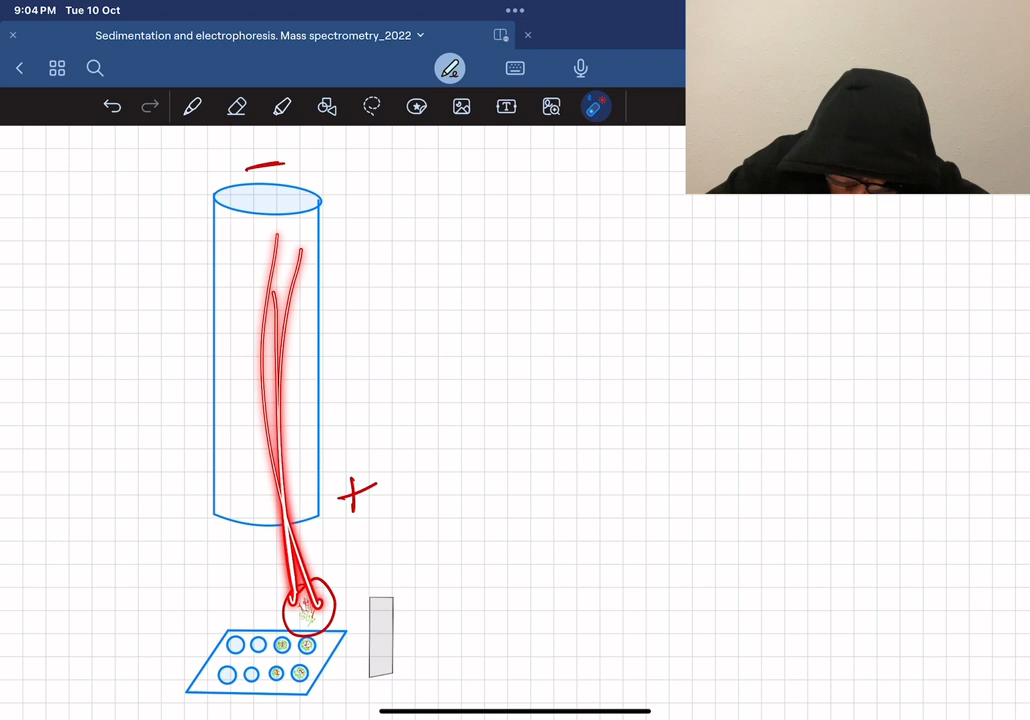 9:04 PM Tue 10 Oct
Sedimentation and electrophoresis. Mass spectrometry_2022
T
−
+